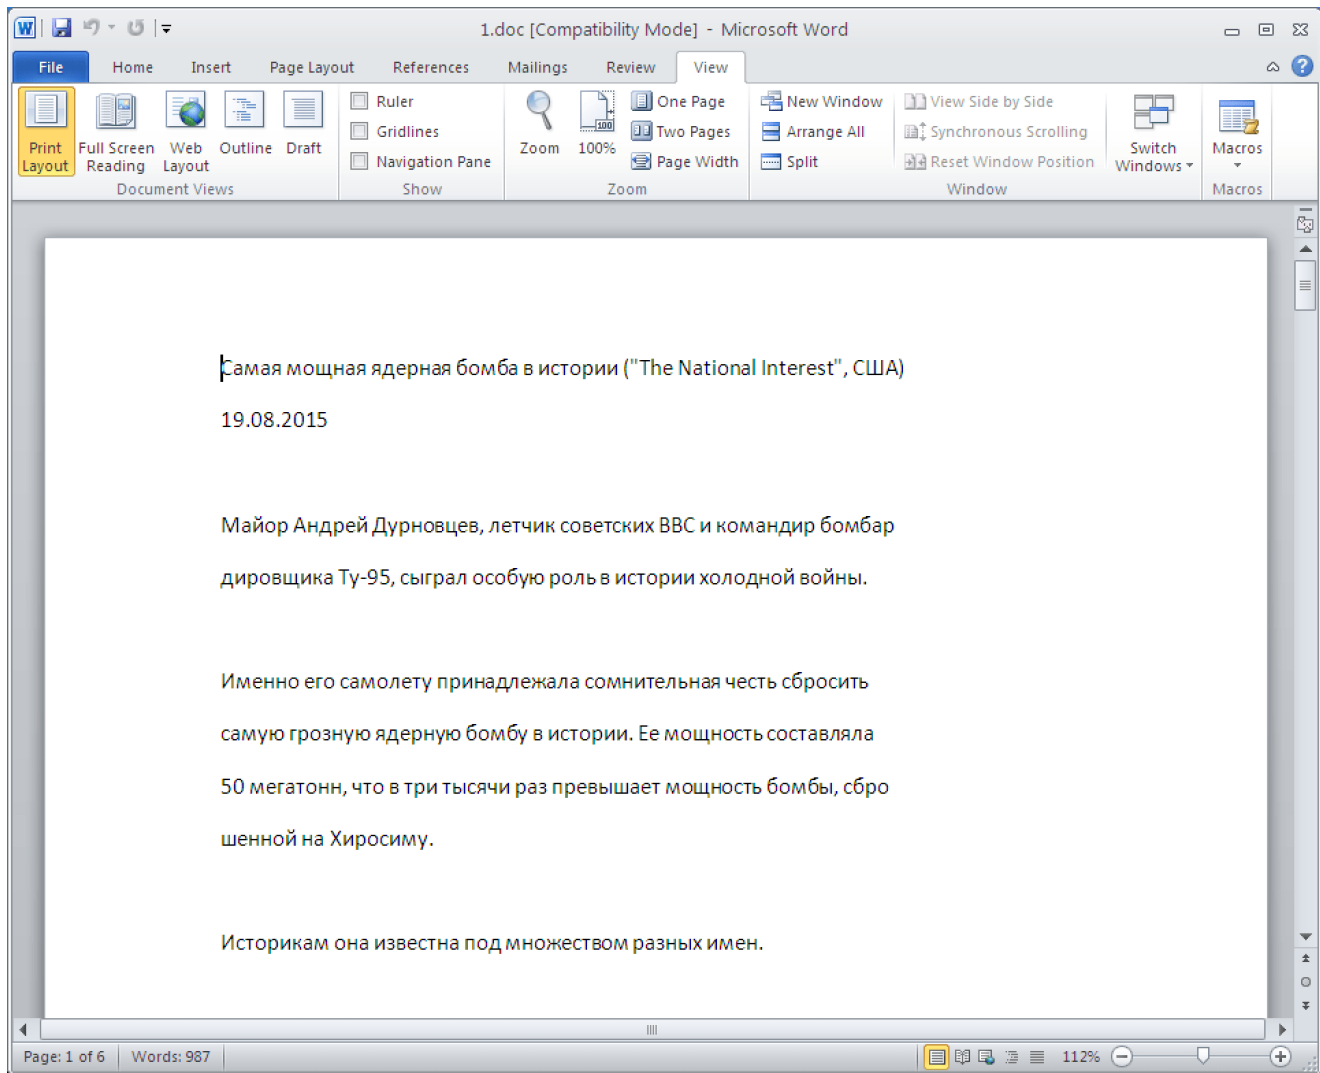 1.doc [Compatibility Mode] - Microsoft Word
File Home Insert Page Layout References Mailings Review View
Print Layout
Full Screen Reading
Web Layout
Outline
Draft
Document Views
Ruler
Gridlines
Navigation Pane
Show
Zoom
100%
One Page
Two Pages
Page Width
Zoom
New Window
Arrange All
Split
View Side by Side
Synchronous Scrolling
Reset Window Position
Window
Switch Windows
Macros
Macros
Самая мощная ядерная бомба в истории ("The National Interest", США)
19.08.2015
Майор Андрей Дурновцев, летчик советских ВВС и командир бомбар
дировщика Ту-95, сыграл особую роль в истории холодной войны.
Именно его самолету принадлежала сомнительная честь сбросить
самую грозную ядерную бомбу в истории. Ее мощность составляла
50 мегатонн, что в три тысячи раз превышает мощность бомбы, сбро
шенной на Хиросиму.
Историкам она известна под множеством разных имен.
Page: 1 of 6 Words: 987 112%